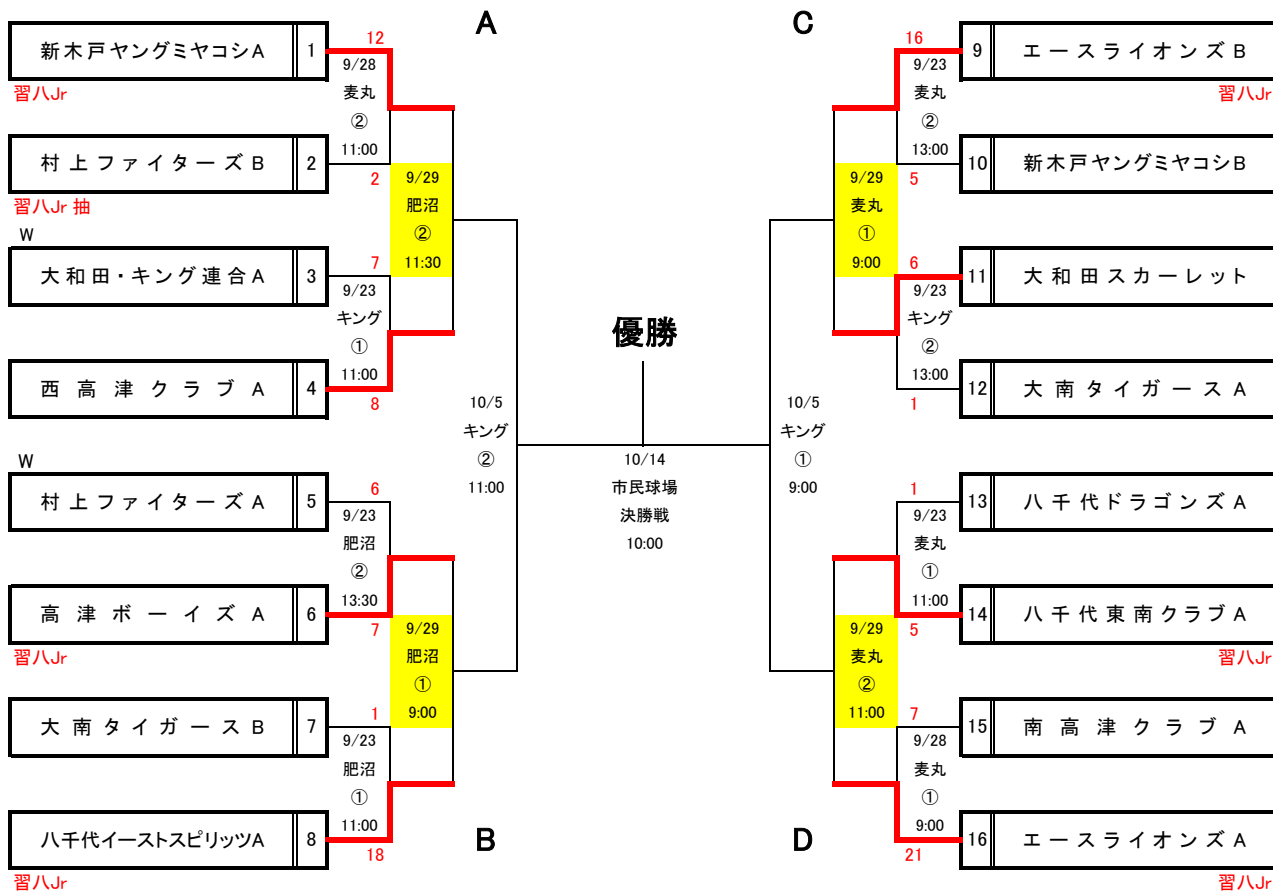 A
C
新木戸ヤングミヤコシA 1
習八Jr
12
9/28
麦丸
②
11:00
村上ファイターズB 2
習八Jr 抽
2
9/29
肥沼
②
11:30
W
大和田・キング連合A 3
7
9/23
キング
①
11:00
西高津クラブA 4
8
10/5
キング
②
11:00
W
村上ファイターズA 5
6
9/23
肥沼
②
13:30
高津ボーイズA 6
習八Jr
7
9/29
肥沼
①
9:00
大南タイガースB 7
1
9/23
肥沼
①
11:00
八千代イーストスピリッツA 8
習八Jr
18
B
優勝
10/14
市民球場
決勝戦
10:00
16
9 エースライオンズB
習八Jr
9/23
麦丸
②
13:00
10 新木戸ヤングミヤコシB
5
9/29
麦丸
①
9:00
6
11 大和田スカーレット
9/23
キング
②
13:00
12 大南タイガースA
1
10/5
キング
①
9:00
1
13 八千代ドラゴンズA
9/23
麦丸
①
11:00
14 八千代東南クラブA
習八Jr
5
9/29
麦丸
②
11:00
7
15 南高津クラブA
9/28
麦丸
①
9:00
16 エースライオンズA
習八Jr
21
D